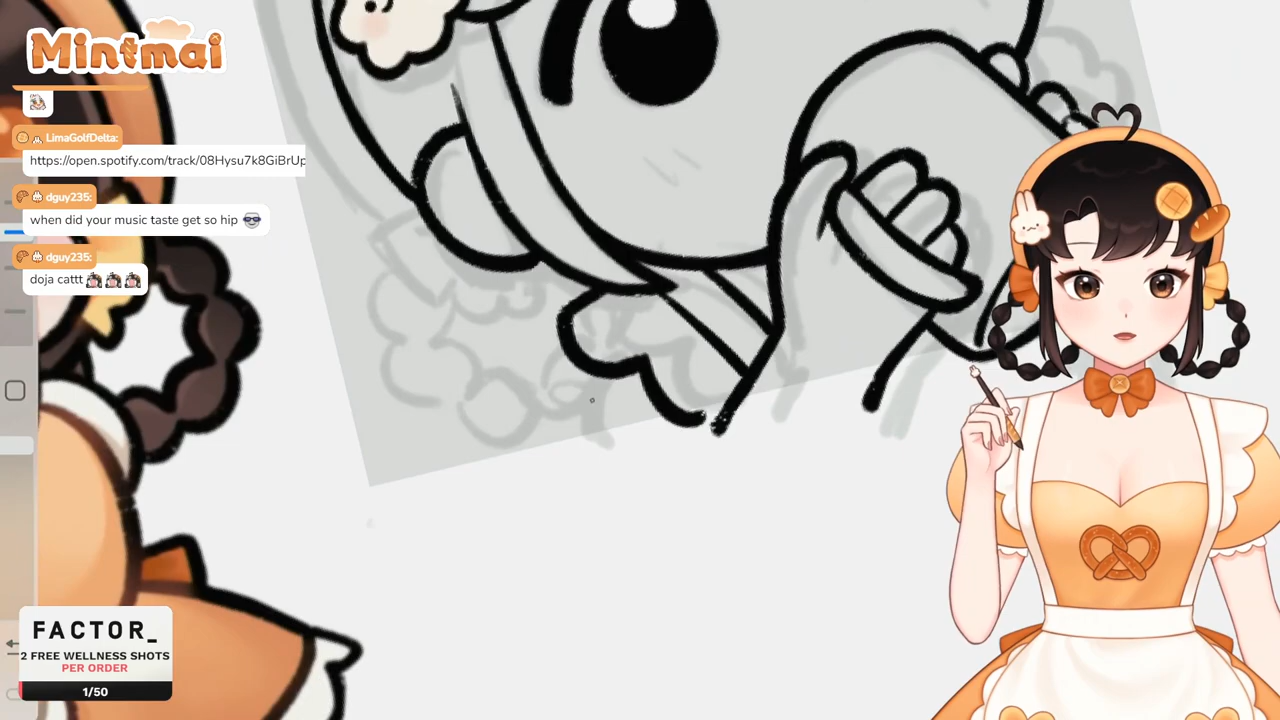 Mintmai
LimaGolfDelta:
https://open.spotify.com/track/08Hysu7k8GiBrUp
dguy235:
when did your music taste get so hip
dguy235:
doja cattt
FACTOR_
2 FREE WELLNESS SHOTS
PER ORDER
1/50